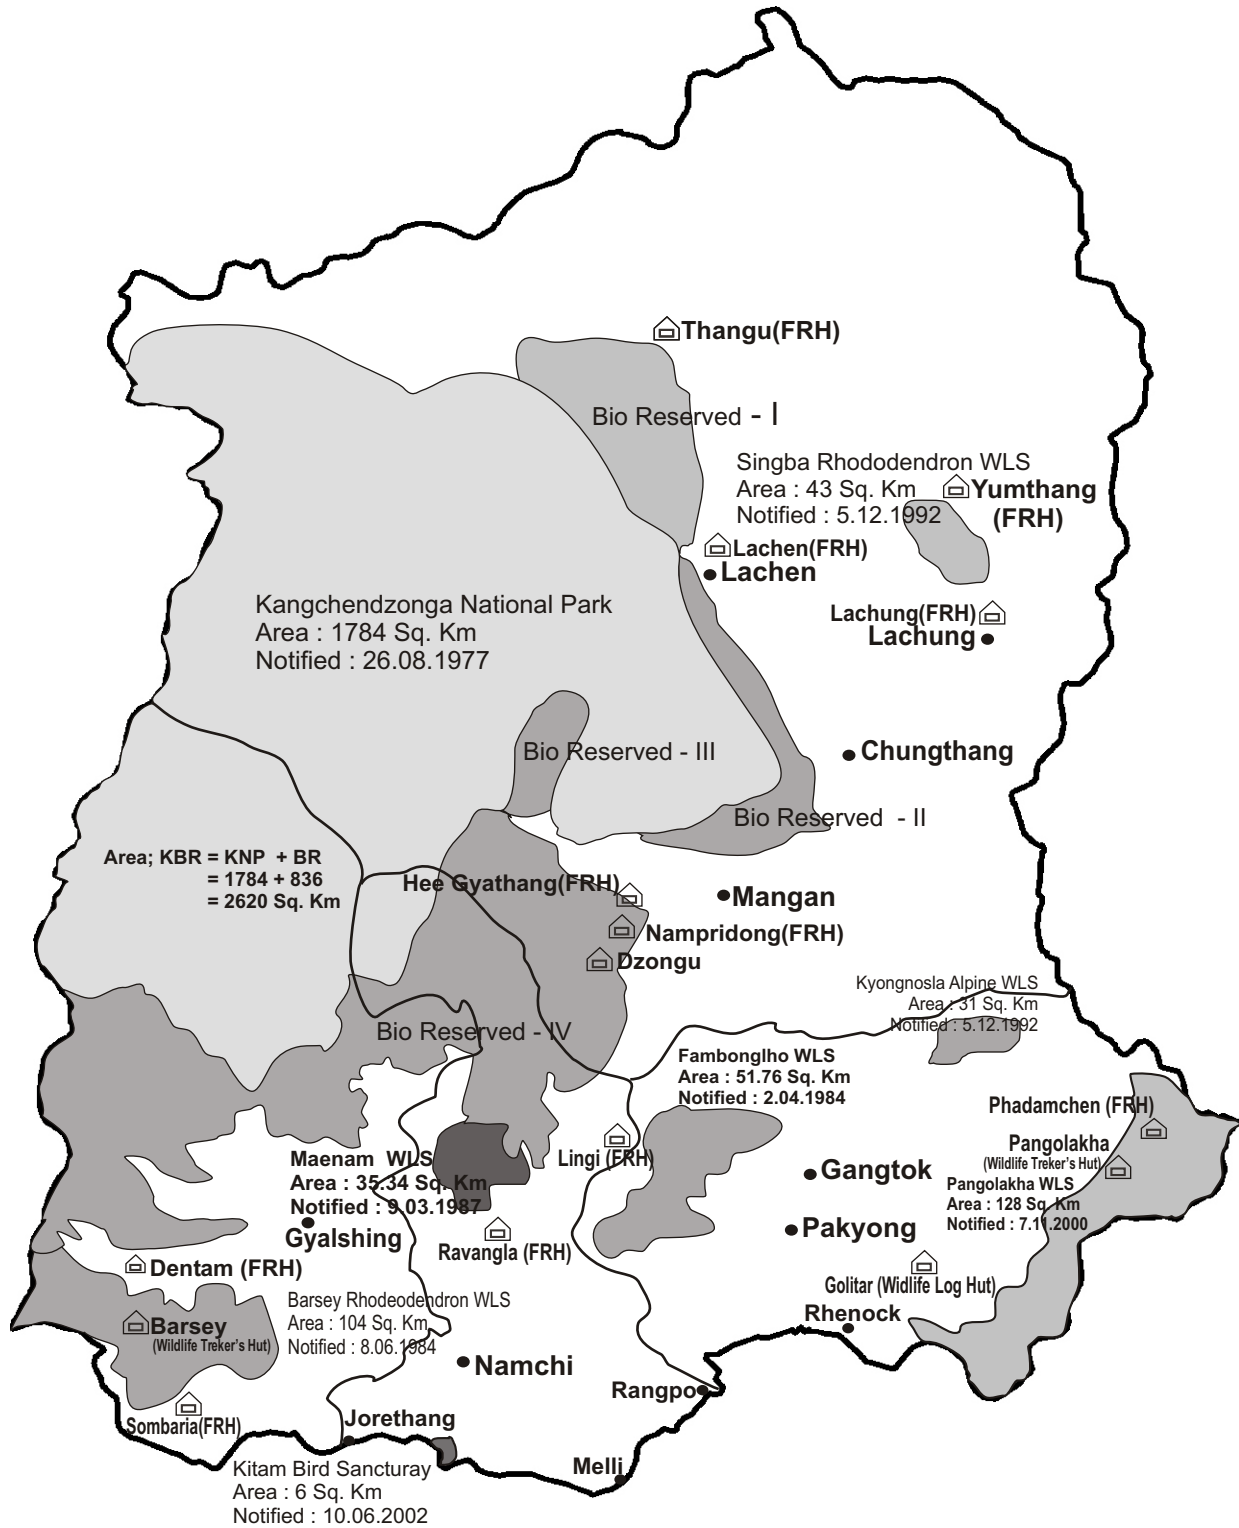 Thangu(FRH)
Bio Reserved - I
Singba Rhododendron WLS
Area : 43 Sq. Km
Notified : 5.12.1992
Yumthang
(FRH)
Lachen(FRH)
Lachen
Kangchendzonga National Park
Area : 1784 Sq. Km
Notified : 26.08.1977
Lachung(FRH)
Lachung
Bio Reserved - III
Chungthang
Bio Reserved - II
Area; KBR = KNP + BR
= 1784 + 836
= 2620 Sq. Km
Hee Gyathang(FRH)
Mangan
Nampridong(FRH)
Dzongu
Kyongnosla Alpine WLS
Area : 31 Sq. Km
Notified : 5.12.1992
Bio Reserved - IV
Fambonglho WLS
Area : 51.76 Sq. Km
Notified : 2.04.1984
Phadamchen (FRH)
Pangolakha
(Wildlife Treker's Hut)
Pangolakha WLS
Area : 128 Sq. Km
Notified : 7.11.2000
Maenam WLS
Area : 35.34 Sq. Km
Notified : 9.03.1987
Lingi (FRH)
Gangtok
Gyalshing
Ravangla (FRH)
Pakyong
Dentam (FRH)
Golitar (Widlife Log Hut)
Barsey Rhodeodendron WLS
Area : 104 Sq. Km
Notified : 8.06.1984
Barsey
(Wildlife Treker's Hut)
Rhenock
Namchi
Rangpo
Sombaria(FRH)
Jorethang
Kitam Bird Sancturay
Area : 6 Sq. Km
Notified : 10.06.2002
Melli